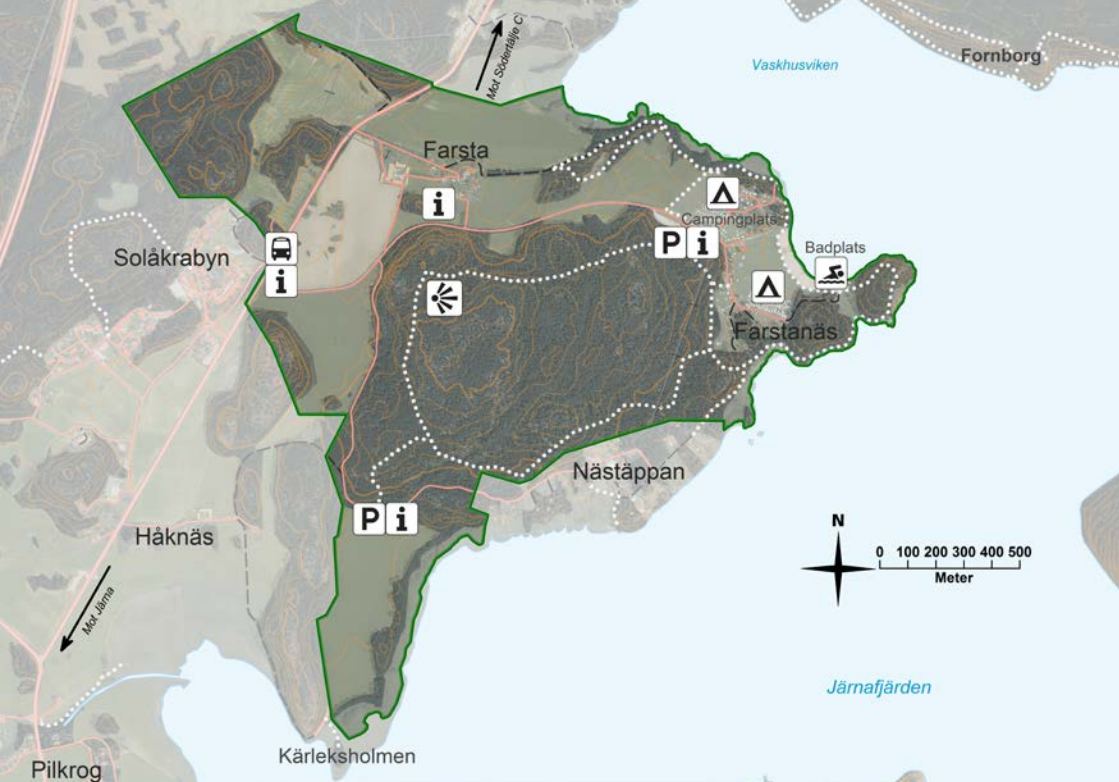 Mot Södertälje C
Vaskhusviken
Fornborg
Farsta
i
Campingplats
P i
Solåkrabyn
i
Badplats
Farstanäs
Nästäppan
P i
Håknäs
N
0 100 200 300 400 500
Meter
Mot Järna
Järnafjärden
Kärleksholmen
Pilkrog